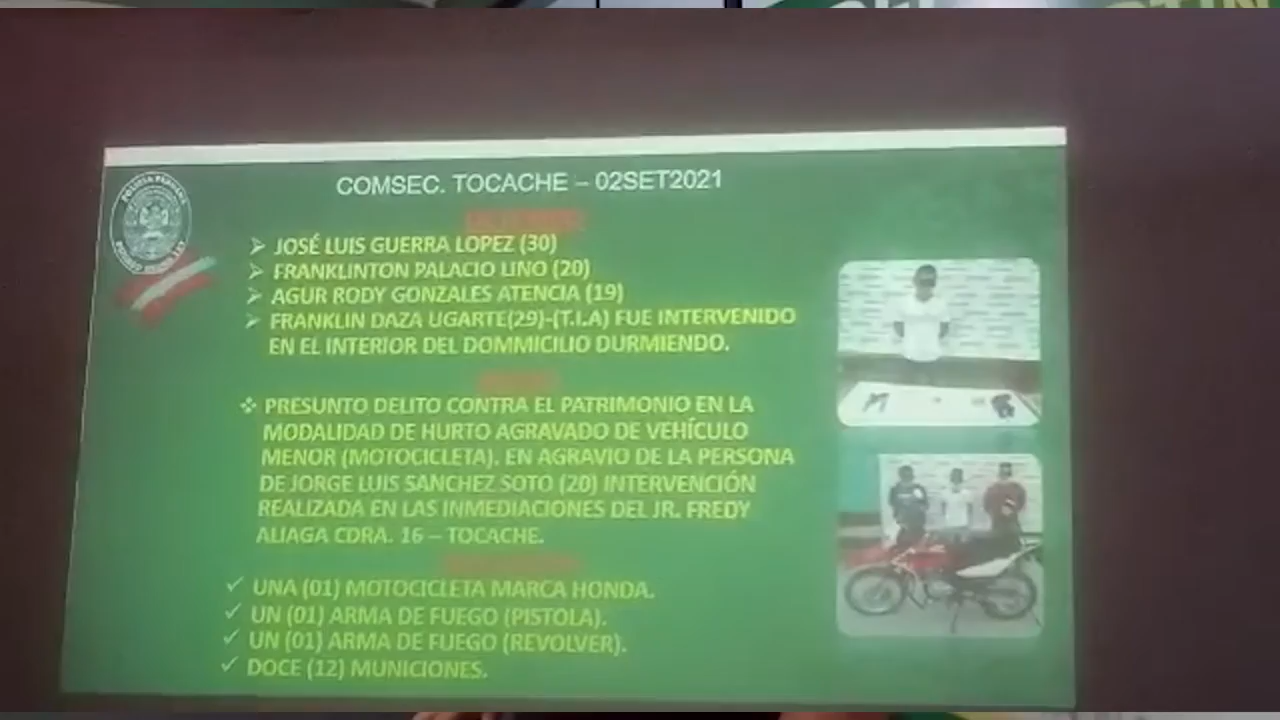 COMSEC. TOCACHE – 02SET2021
➢ JOSÉ LUIS GUERRA LOPEZ (30)
➢ FRANKLINTON PALACIO LINO (20)
➢ AGUR RODY GONZALES ATENCIA (19)
➢ FRANKLIN DAZA UGARTE(29)-(T.I.A) FUE INTERVENIDO
EN EL INTERIOR DEL DOMMICILIO DURMIENDO.
❖ PRESUNTO DELITO CONTRA EL PATRIMONIO EN LA
MODALIDAD DE HURTO AGRAVADO DE VEHÍCULO
MENOR (MOTOCICLETA). EN AGRAVIO DE LA PERSONA
DE JORGE LUIS SANCHEZ SOTO (20) INTERVENCIÓN
REALIZADA EN LAS INMEDIACIONES DEL JR. FREDY
ALIAGA CDRA. 16 – TOCACHE.
✓ UNA (01) MOTOCICLETA MARCA HONDA.
✓ UN (01) ARMA DE FUEGO (PISTOLA).
✓ UN (01) ARMA DE FUEGO (REVOLVER).
✓ DOCE (12) MUNICIONES.